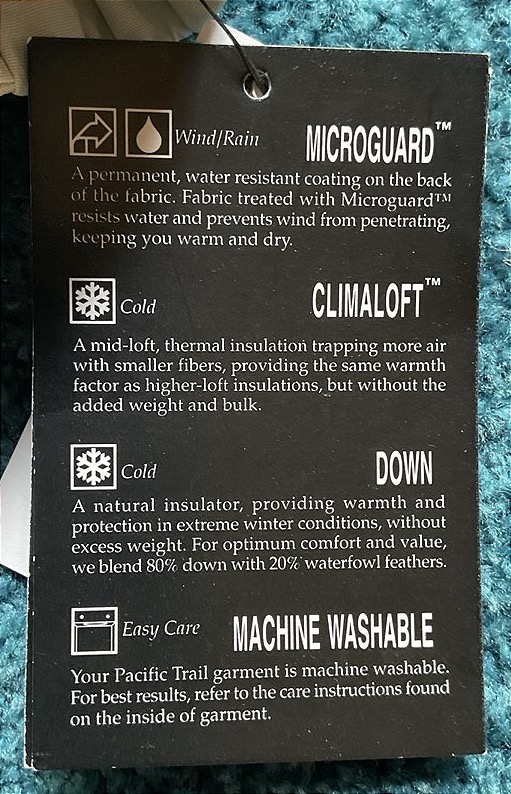 Wind/Rain MICROGUARD™
A permanent, water resistant coating on the back
of the fabric. Fabric treated with Microguard™
resists water and prevents wind from penetrating,
keeping you warm and dry.
Cold CLIMALOFT™
A mid-loft, thermal insulation trapping more air
with smaller fibers, providing the same warmth
factor as higher-loft insulations, but without the
added weight and bulk.
Cold DOWN
A natural insulator, providing warmth and
protection in extreme winter conditions, without
excess weight. For optimum comfort and value,
we blend 80% down with 20% waterfowl feathers.
Easy Care MACHINE WASHABLE
Your Pacific Trail garment is machine washable.
For best results, refer to the care instructions found
on the inside of garment.